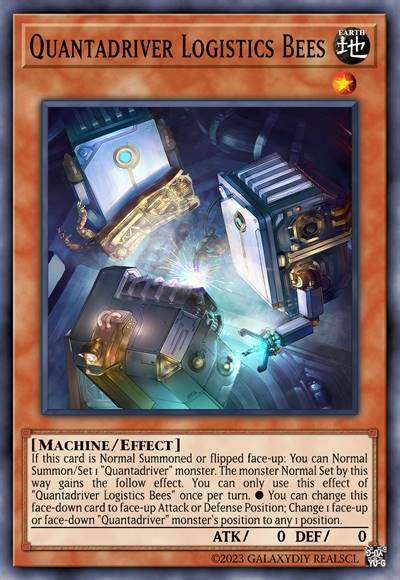 QUANTADRIVER LOGISTICS BEES
EARTH
地
[MACHINE/EFFECT]
If this card is Normal Summoned or flipped face-up: You can Normal
Summon/Set 1 "Quantadriver" monster. The monster Normal Set by this
way gains the follow effect. You can only use this effect of
"Quantadriver Logistics Bees" once per turn. ● You can change this
face-down card to face-up Attack or Defense Position; Change 1 face-up
or face-down "Quantadriver" monster's position to any 1 position.
ATK/ 0 DEF/ 0
©2023 GALAXYDIY REALSCL